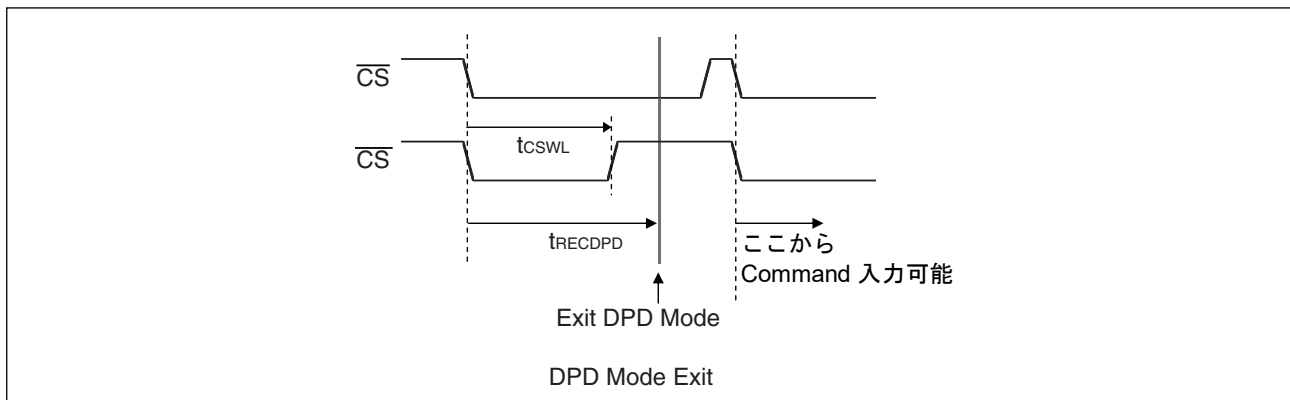 CS
tCSWL
CS
tRECDPD
ここから
Command 入力可能
Exit DPD Mode
DPD Mode Exit